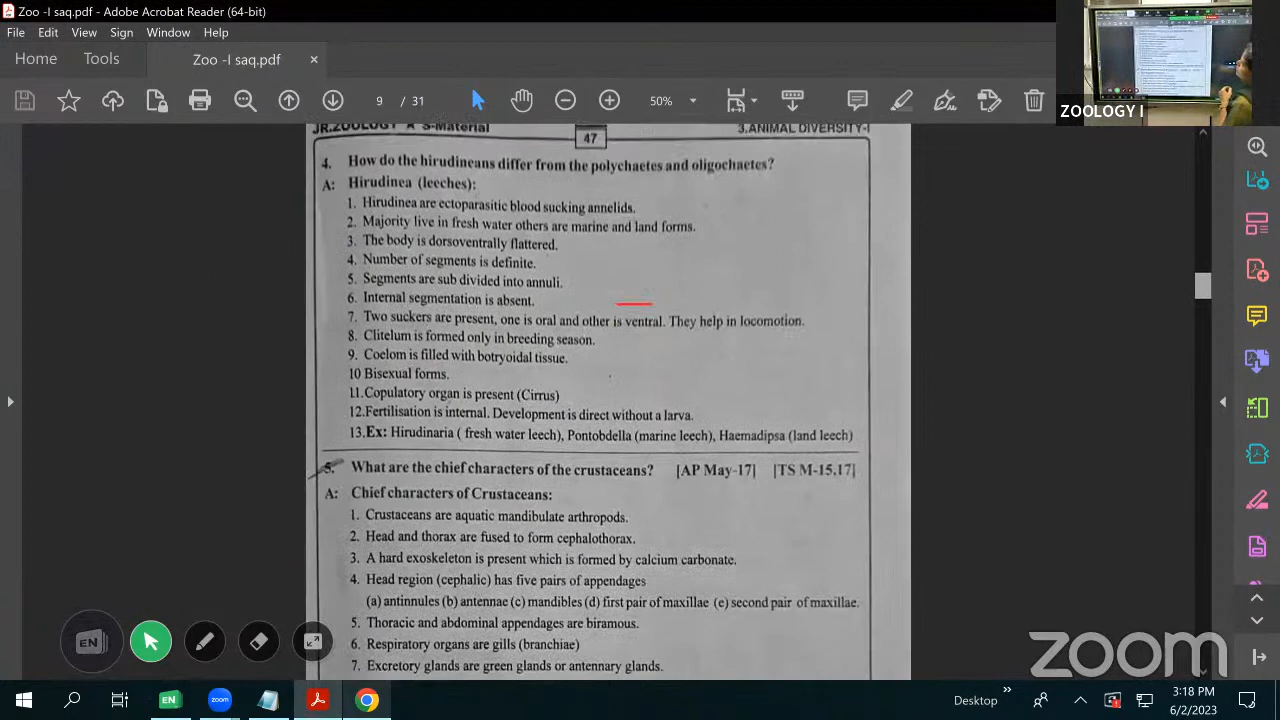 Zoo -I saq.pdf - Adobe Acrobat Reader (64-bit)
ZOOLOGY I
Zoo -I saq.pdf ×
9
3.ANIMAL DIVERSITY-I
47
4. How do the hirudineans differ from the polychaetes and oligochaetes?
A: Hirudinea (leeches):
1. Hirudinea are ectoparasitic blood sucking annelids.
2. Majority live in fresh water others are marine and land forms.
3. The body is dorsoventrally flattered.
4. Number of segments is definite.
5. Segments are sub divided into annuli.
6. Internal segmentation is absent.
7. Two suckers are present, one is oral and other is ventral. They help in locomotion.
8. Clitelum is formed only in breeding season.
9. Coelom is filled with botryoidal tissue.
10 Bisexual forms.
11.Copulatory organ is present (Cirrus)
12.Fertilisation is internal. Development is direct without a larva.
13.Ex: Hirudinaria ( fresh water leech), Pontobdella (marine leech), Haemadipsa (land leech)
5. What are the chief characters of the crustaceans? [AP May-17] [TS M-15,17]
A: Chief characters of Crustaceans:
1. Crustaceans are aquatic mandibulate arthropods.
2. Head and thorax are fused to form cephalothorax.
3. A hard exoskeleton is present which is formed by calcium carbonate.
4. Head region (cephalic) has five pairs of appendages
(a) antinnules (b) antennae (c) mandibles (d) first pair of maxillae (e) second pair of maxillae.
5. Thoracic and abdominal appendages are biramous.
6. Respiratory organs are gills (branchiae)
7. Excretory glands are green glands or antennary glands.
EN
zoom
EN
zoom
Desktop
3:18 PM
6/2/2023